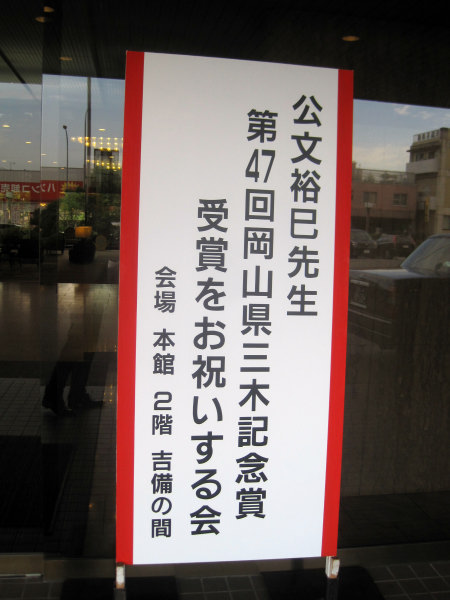 公文裕巳先生
第47回岡山県三木記念賞
受賞をお祝いする会
会場 本館 2階 吉備の間